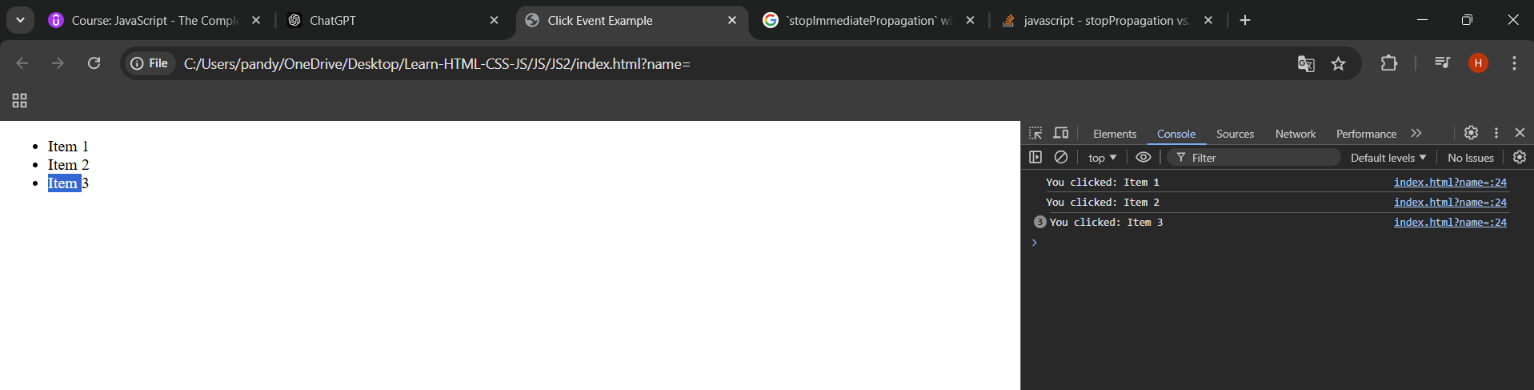 Course: JavaScript - The Comple
ChatGPT
Click Event Example
`stopImmediatePropagation` wi
javascript - stopPropagation vs.
File
C:/Users/pandy/OneDrive/Desktop/Learn-HTML-CSS-JS/JS/JS2/index.html?name=
H
Item 1
Item 2
Item 3
Elements Console Sources Network Performance
top Filter Default levels No Issues
You clicked: Item 1 index.html?name=:24
You clicked: Item 2 index.html?name=:24
3 You clicked: Item 3 index.html?name=:24